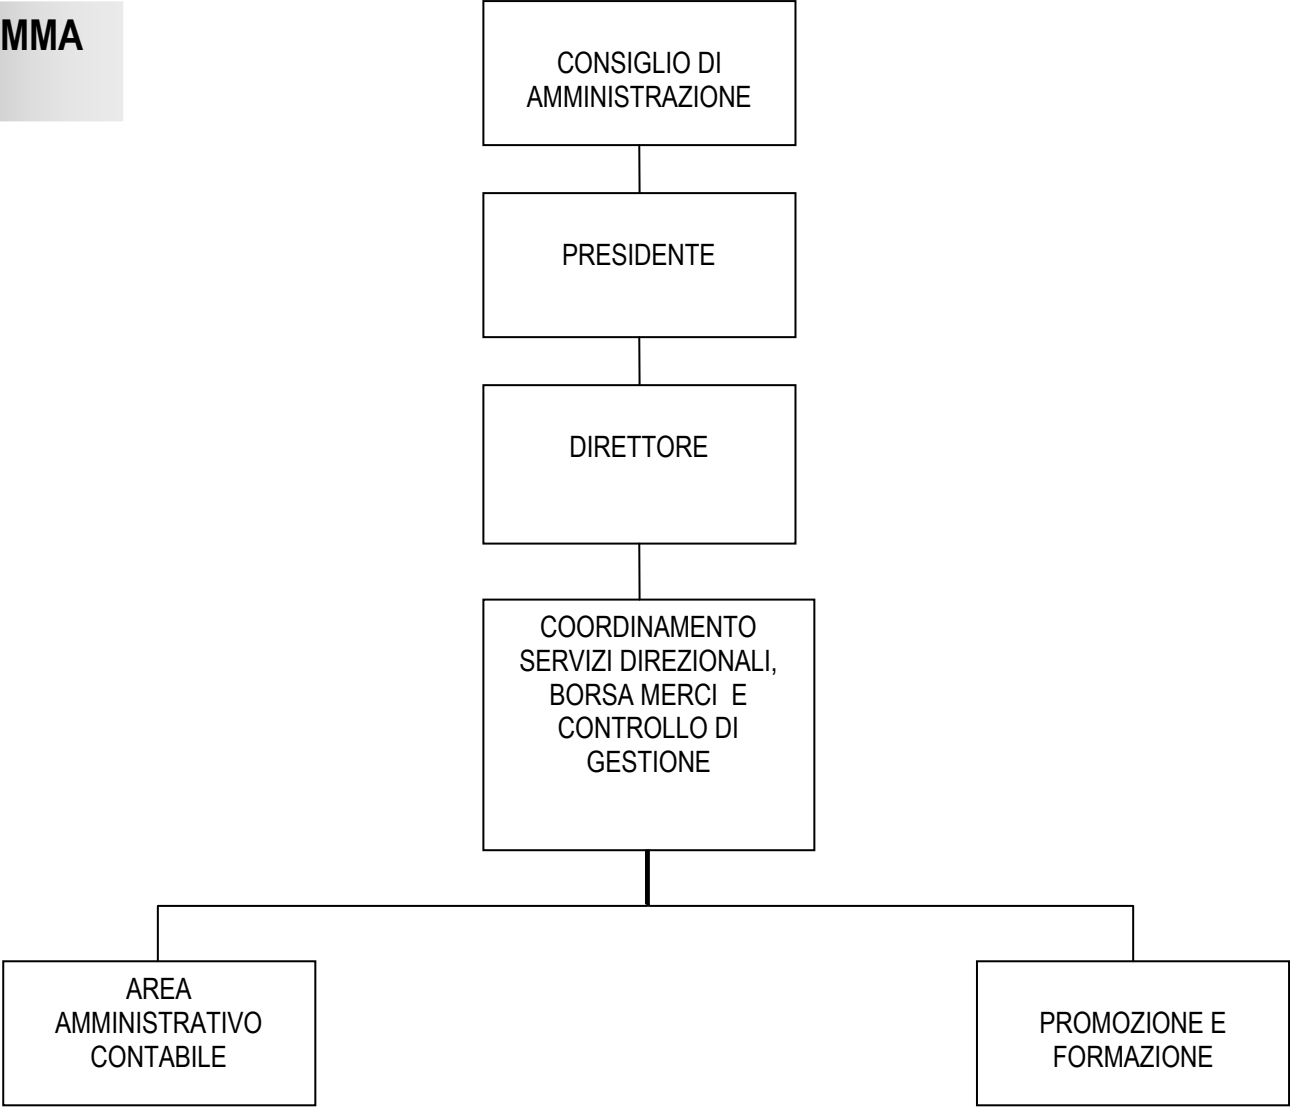 MMA
CONSIGLIO DI
AMMINISTRAZIONE
PRESIDENTE
DIRETTORE
COORDINAMENTO
SERVIZI DIREZIONALI,
BORSA MERCI  E
CONTROLLO DI
GESTIONE
AREA
AMMINISTRATIVO
CONTABILE
PROMOZIONE E
FORMAZIONE